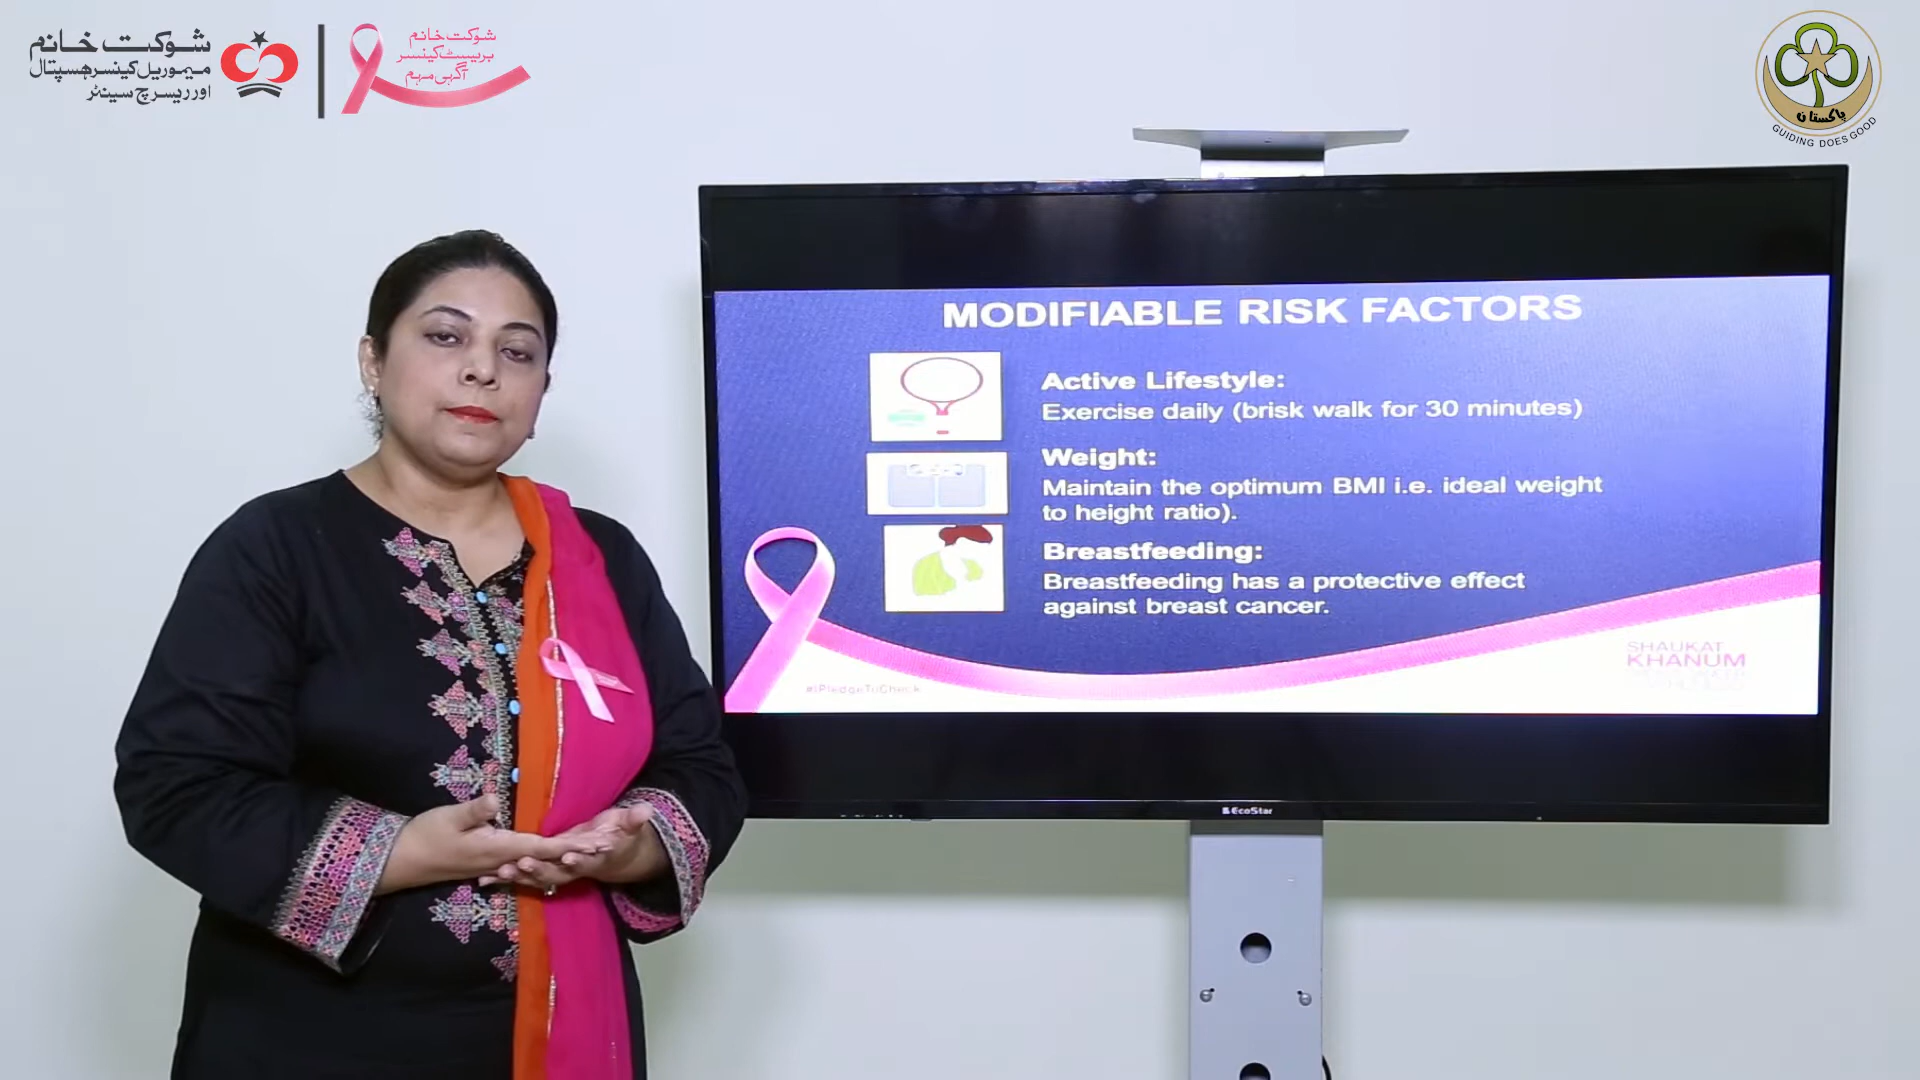 شوکت خانم
میموریل کینسر ہسپتال
اور ریسرچ سینٹر
شوکت خانم
بریسٹ کینسر
آگہی مہم
پاکستان
GUIDING DOES GOOD
MODIFIABLE RISK FACTORS
Active Lifestyle:
Exercise daily (brisk walk for 30 minutes)
Weight:
Maintain the optimum BMI i.e. ideal weight
to height ratio).
Breastfeeding:
Breastfeeding has a protective effect
against breast cancer.
#IPledgeToCheck
SHAUKAT
KHANUM
EcoStar